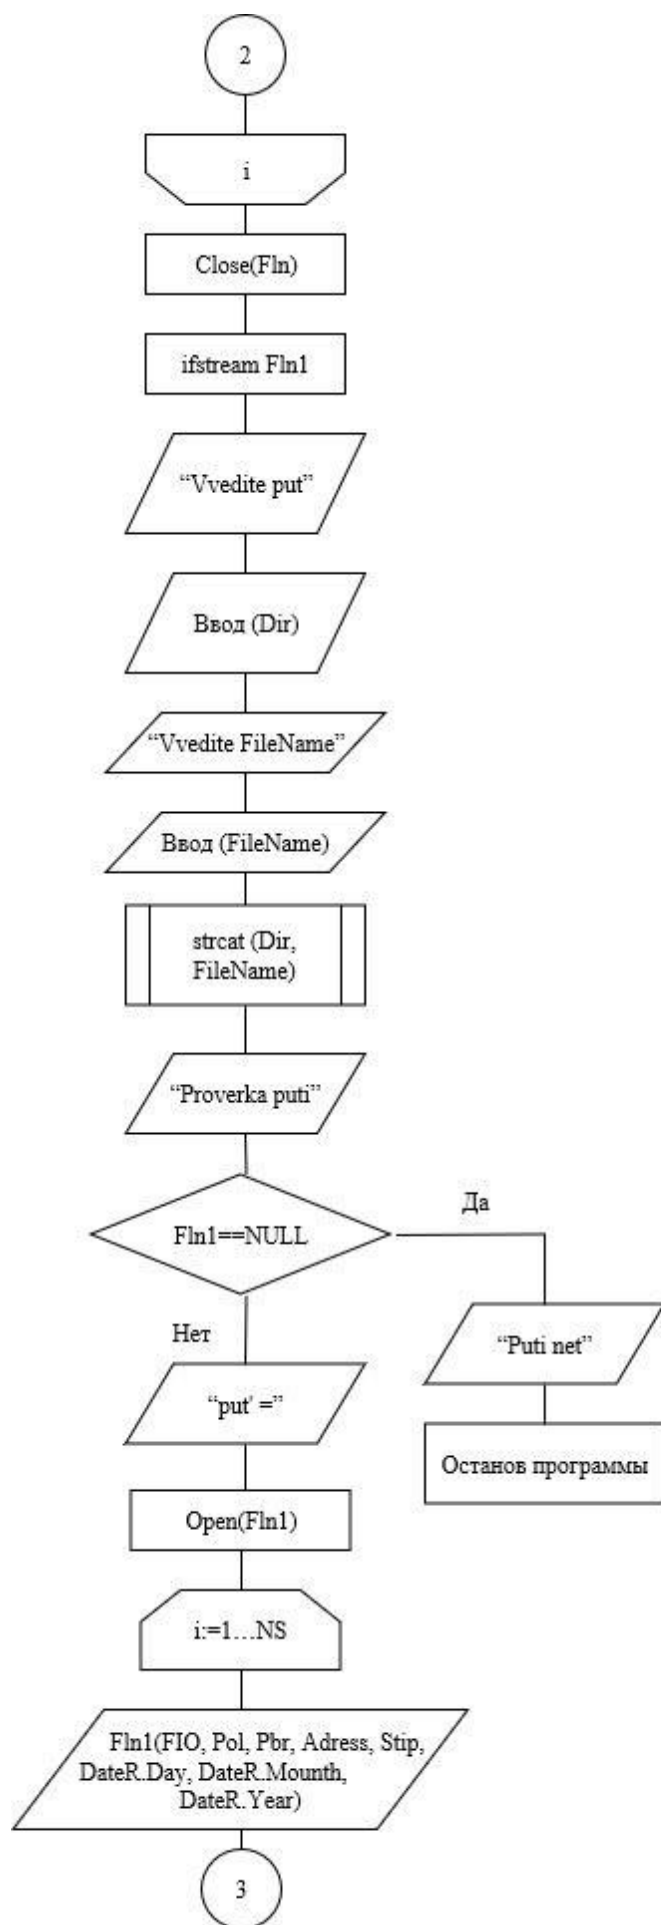 2
i
Close(Fln)
ifstream Fln1
“Vvedite put”
Ввод (Dir)
“Vvedite FileName”
Ввод (FileName)
strcat (Dir,
FileName)
“Proverka puti”
Fln1==NULL
Да
“Puti net”
Останов программы
Нет
“put' =”
Open(Fln1)
i:=1…NS
Fln1(FIO, Pol, Pbr, Adress, Stip,
DateR.Day, DateR.Mounth,
DateR.Year)
3